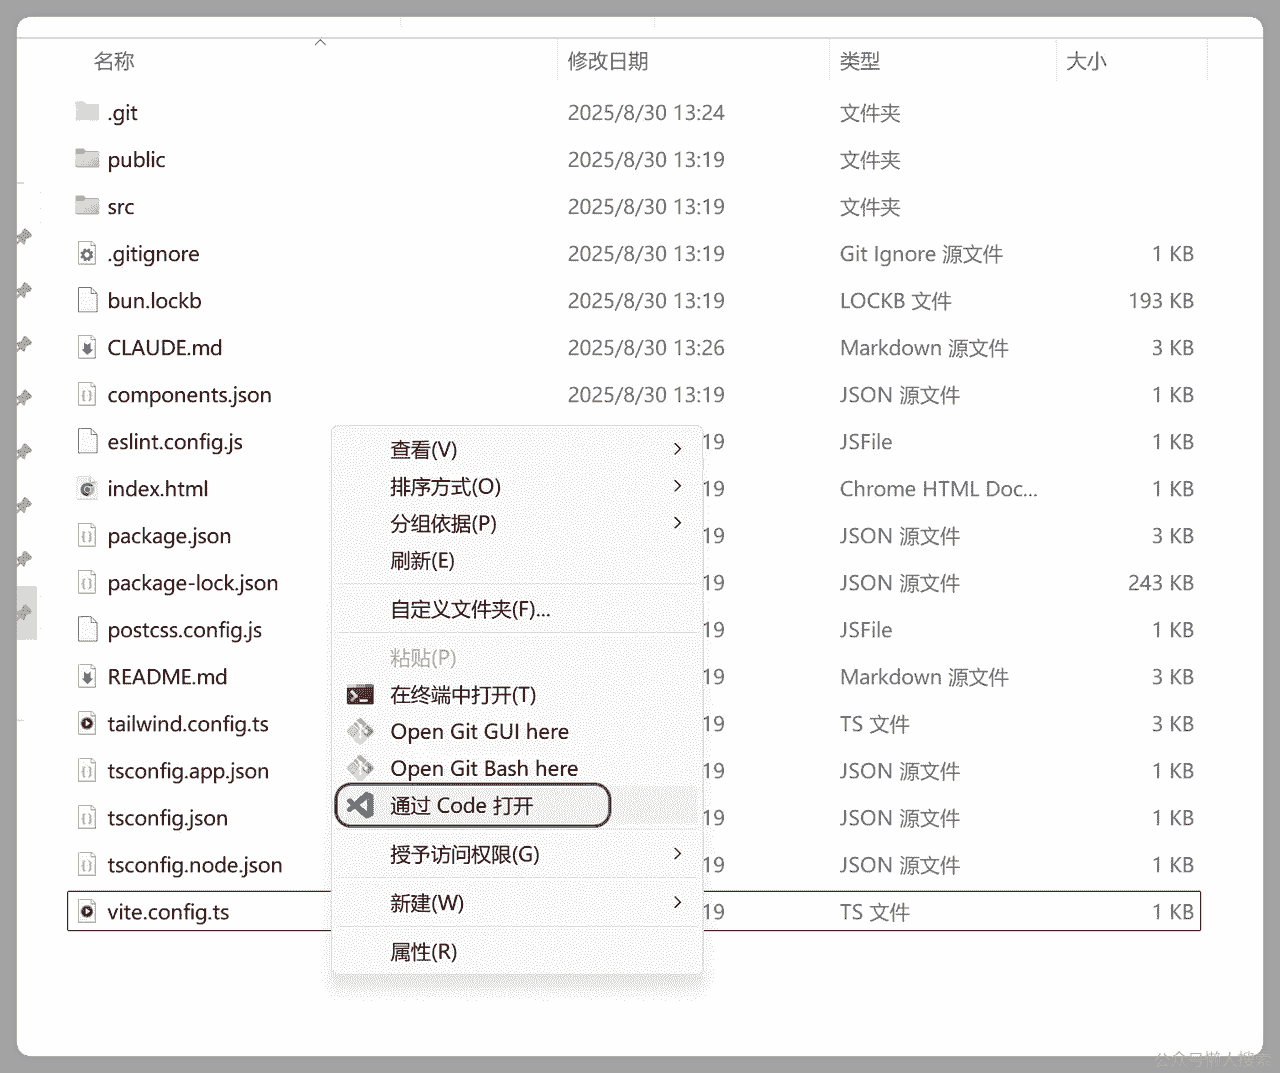 名称 修改日期 类型 大小
.git 2025/8/30 13:24 文件夹
public 2025/8/30 13:19 文件夹
src 2025/8/30 13:19 文件夹
.gitignore 2025/8/30 13:19 Git Ignore 源文件 1 KB
bun.lockb 2025/8/30 13:19 LOCKB 文件 193 KB
CLAUDE.md 2025/8/30 13:26 Markdown 源文件 3 KB
components.json 2025/8/30 13:19 JSON 源文件 1 KB
eslint.config.js 19 JSFile 1 KB
index.html 19 Chrome HTML Doc... 1 KB
package.json 19 JSON 源文件 3 KB
package-lock.json 19 JSON 源文件 243 KB
postcss.config.js 19 JSFile 1 KB
README.md 19 Markdown 源文件 3 KB
tailwind.config.ts 19 TS 文件 3 KB
tsconfig.app.json 19 JSON 源文件 1 KB
tsconfig.json 19 JSON 源文件 1 KB
tsconfig.node.json 19 JSON 源文件 1 KB
vite.config.ts 19 TS 文件 1 KB
查看(V)
排序方式(O)
分组依据(P)
刷新(E)
自定义文件夹(F)...
粘贴(P)
在终端中打开(T)
Open Git GUI here
Open Git Bash here
通过 Code 打开
授予访问权限(G)
新建(W)
属性(R)
公众号懒人搜索